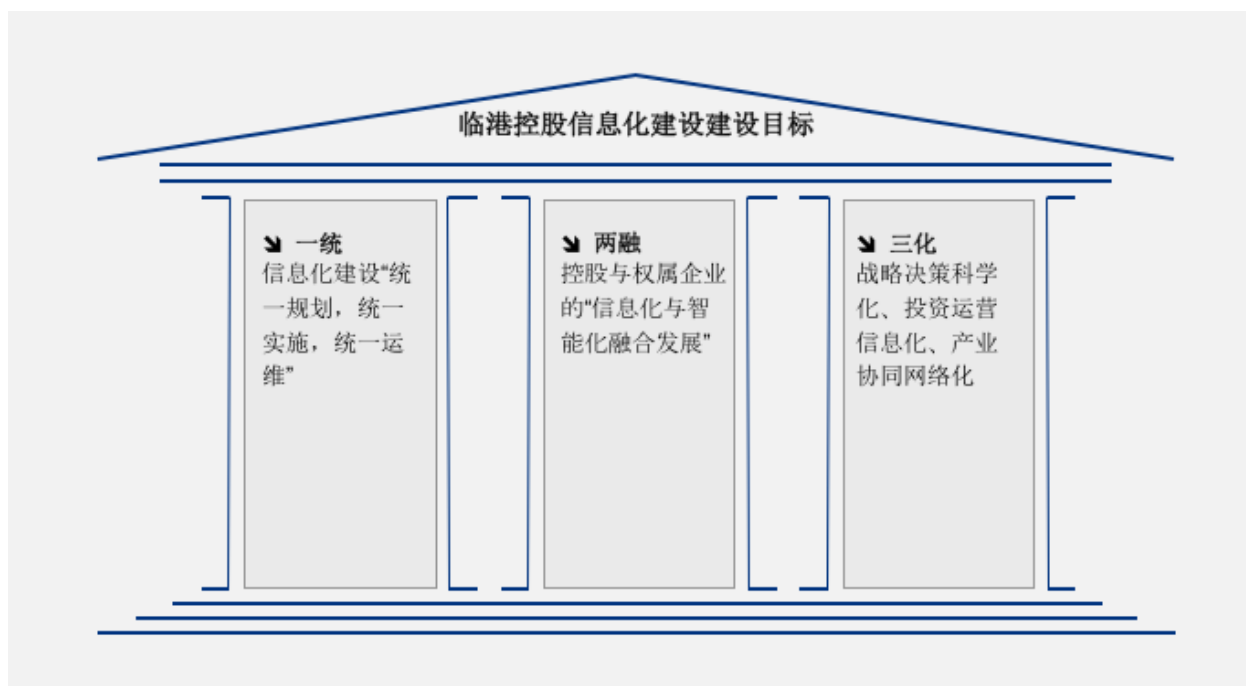 临港控股信息化建设建设目标
一统
信息化建设“统
一规划，统一
实施，统一运
维”
两融
控股与权属企业
的“信息化与智
能化融合发展”
三化
战略决策科学
化、投资运营
信息化、产业
协同网络化